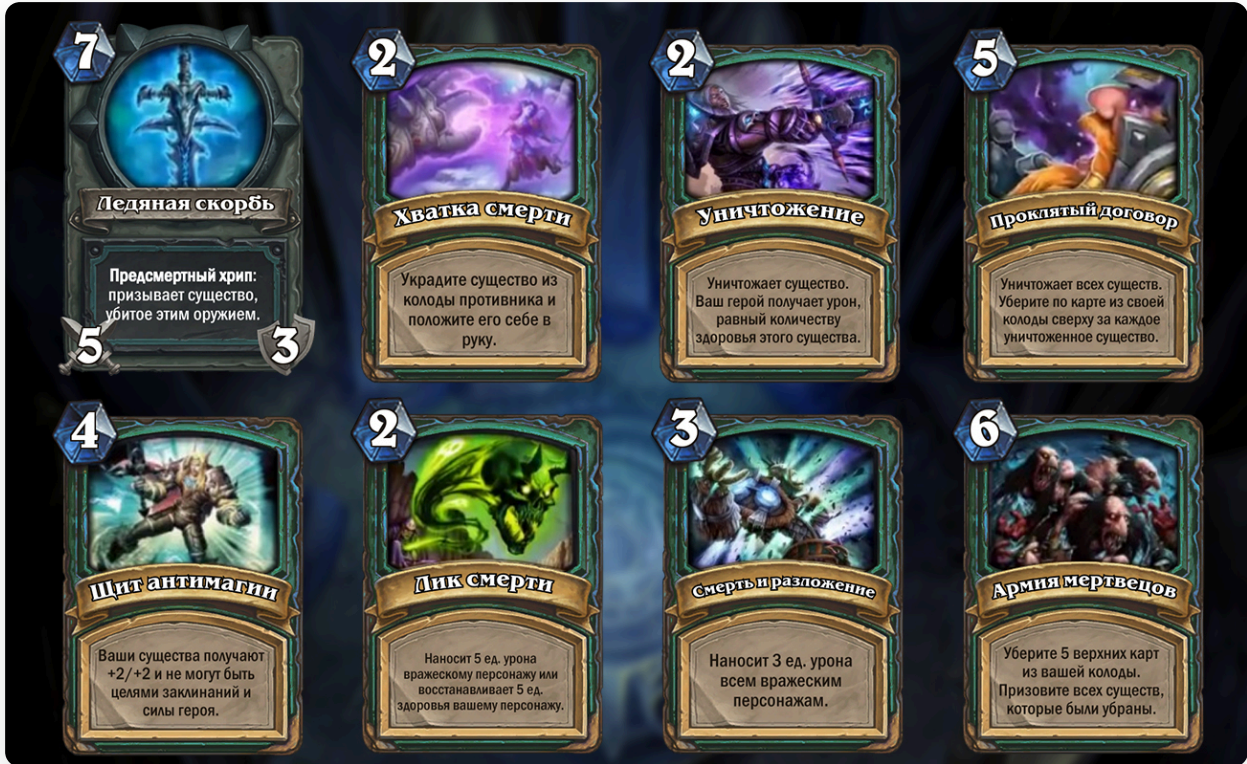 7
Ледяная скорбь
Предсмертный хрип:
призывает существо,
убитое этим оружием.
5
3
2
Хватка смерти
Украдите существо из
колоды противника и
положите его себе в
руку.
2
Уничтожение
Уничтожает существо.
Ваш герой получает урон,
равный количеству
здоровья этого существа.
5
Проклятый договор
Уничтожает всех существ.
Уберите по карте из своей
колоды сверху за каждое
уничтоженное существо.
4
Щит антимагии
Ваши существа получают
+2/+2 и не могут быть
целями заклинаний и
силы героя.
2
Лик смерти
Наносит 5 ед. урона
вражескому персонажу или
восстанавливает 5 ед.
здоровья вашему персонажу.
3
Смерть и разложение
Наносит 3 ед. урона
всем вражеским
персонажам.
6
Армия мертвецов
Уберите 5 верхних карт
из вашей колоды.
Призовите всех существ,
которые были убраны.